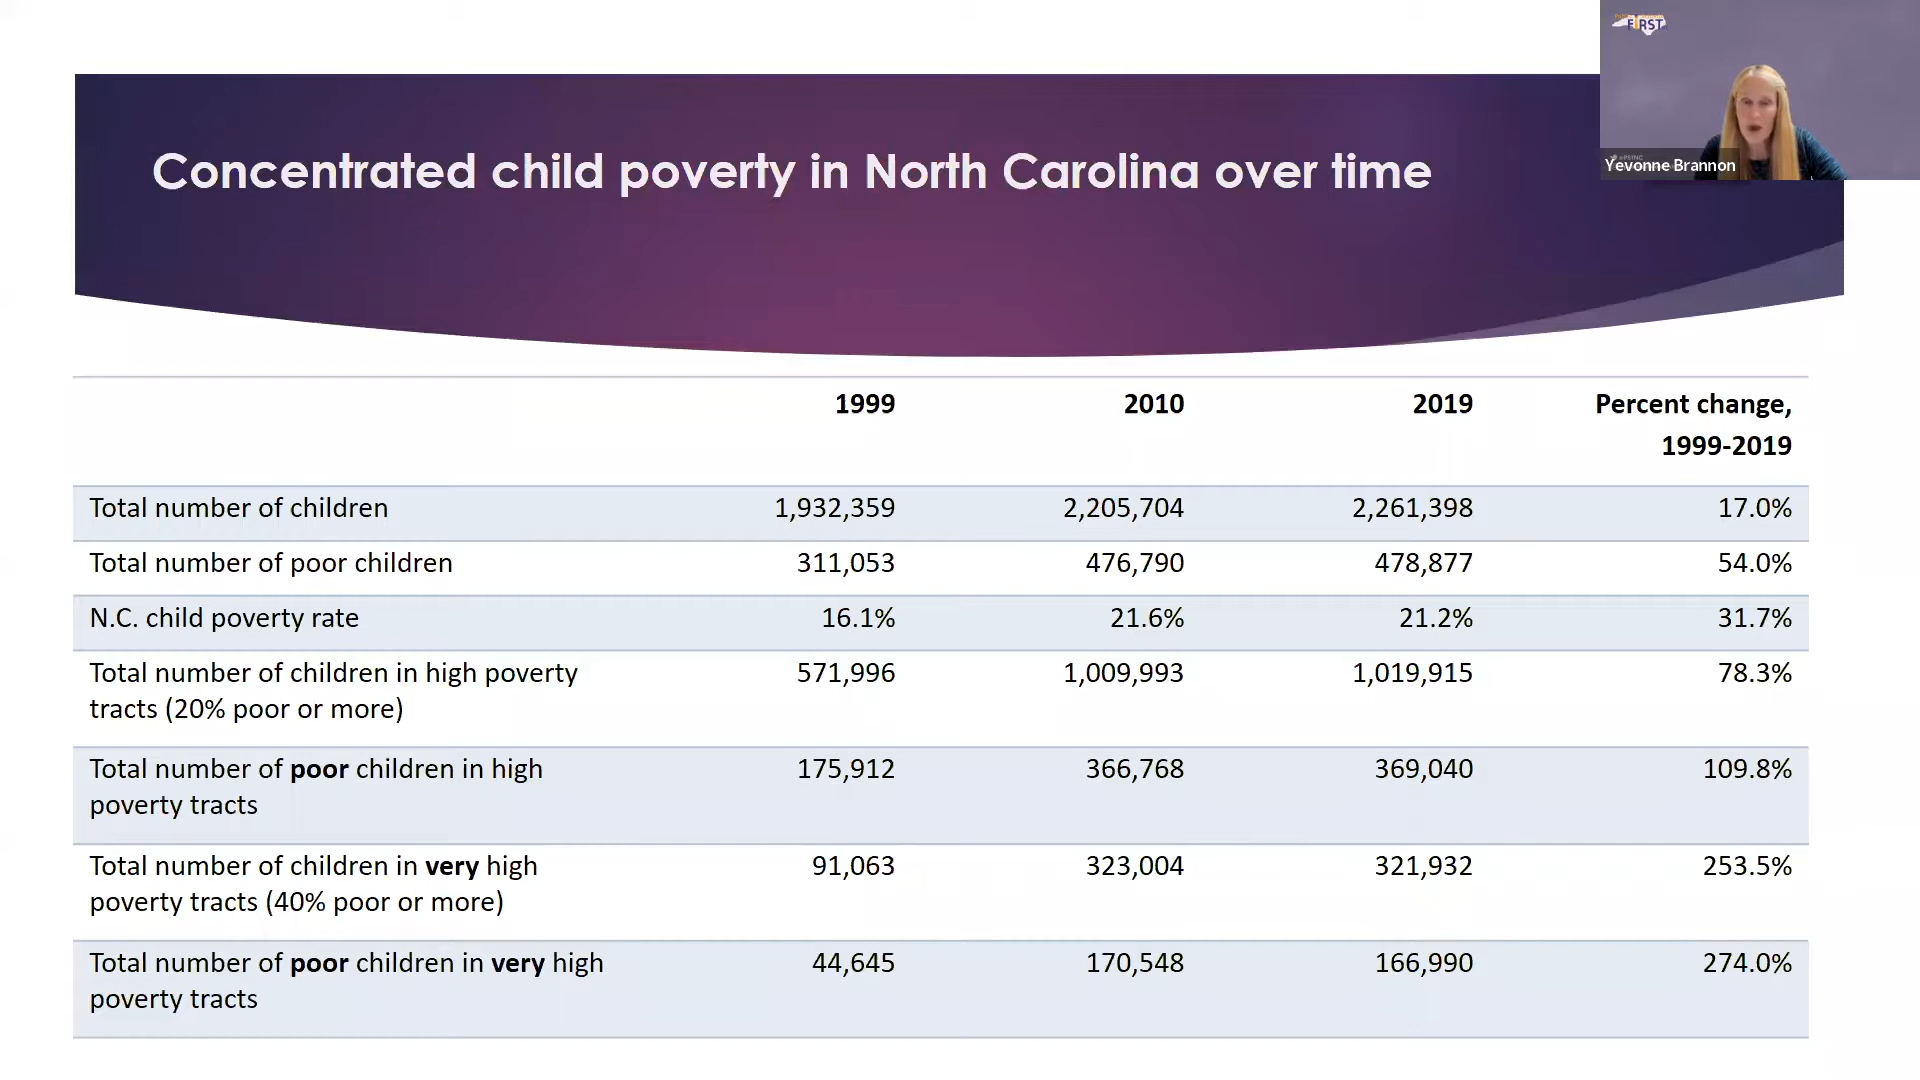 FIRST
Yevonne Brannon
Concentrated child poverty in North Carolina over time
1999 2010 2019 Percent change,
1999-2019
Total number of children 1,932,359 2,205,704 2,261,398 17.0%
Total number of poor children 311,053 476,790 478,877 54.0%
N.C. child poverty rate 16.1% 21.6% 21.2% 31.7%
Total number of children in high poverty 571,996 1,009,993 1,019,915 78.3%
tracts (20% poor or more)
Total number of poor children in high 175,912 366,768 369,040 109.8%
poverty tracts
Total number of children in very high 91,063 323,004 321,932 253.5%
poverty tracts (40% poor or more)
Total number of poor children in very high 44,645 170,548 166,990 274.0%
poverty tracts